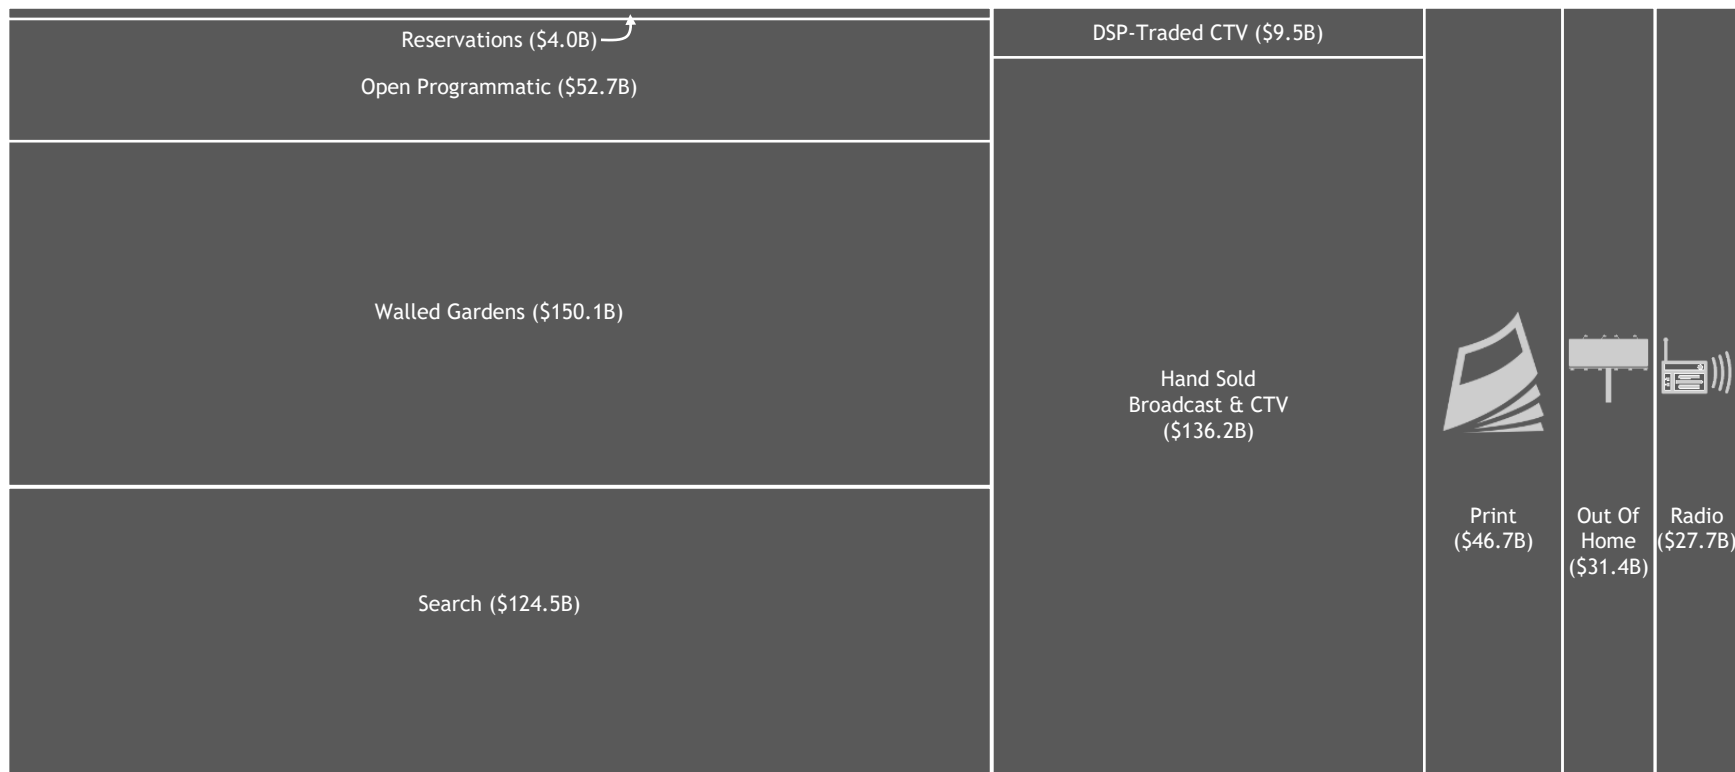 Reservations ($4.0B)
Open Programmatic ($52.7B)
Walled Gardens ($150.1B)
Search ($124.5B)
DSP-Traded CTV ($9.5B)
Hand Sold
Broadcast & CTV
($136.2B)
Print
($46.7B)
Out Of
Home
($31.4B)
Radio
($27.7B)